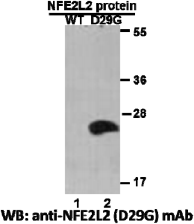 NFE2L2 protein
WT D29G
55
36
28
17
1 2
WB: anti-NFE2L2 (D29G) mAb